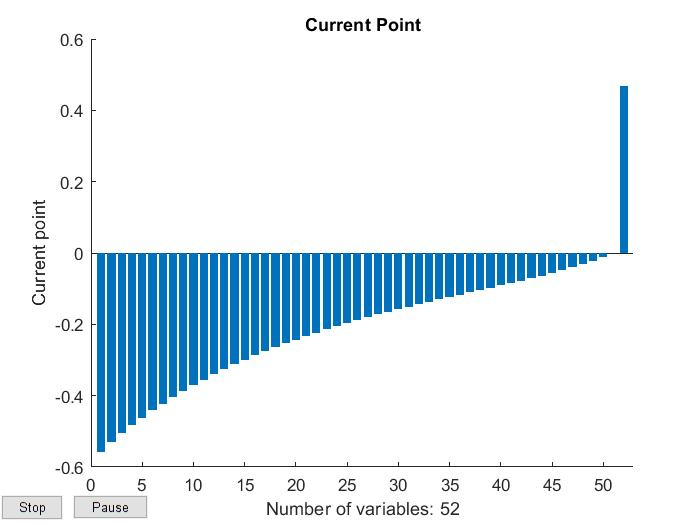 Current Point
0.6
0.4
0.2
0
-0.2
-0.4
-0.6
Current point
0 5 10 15 20 25 30 35 40 45 50
Number of variables: 52
Stop Pause